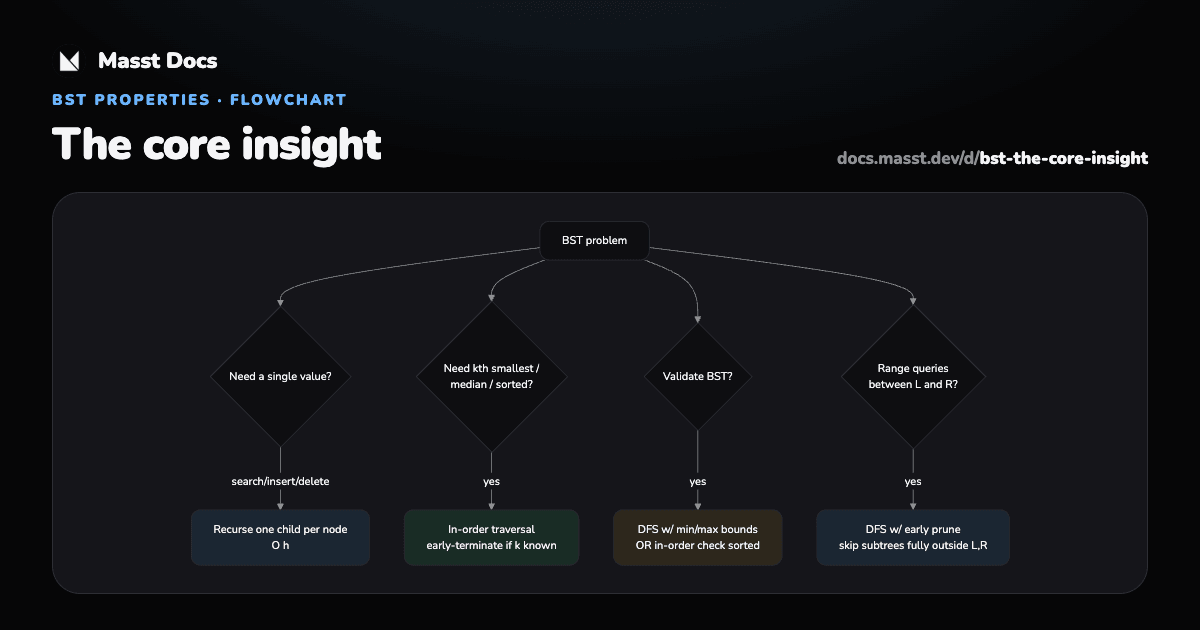 Masst Docs
BST PROPERTIES · FLOWCHART
The core insight
docs.masst.dev/d/bst-the-core-insight
BST problem
Need a single value?
Need kth smallest /
median / sorted?
Validate BST?
Range queries
between L and R?
search/insert/delete
yes
yes
yes
Recurse one child per node
O h
In-order traversal
early-terminate if k known
DFS w/ min/max bounds
OR in-order check sorted
DFS w/ early prune
skip subtrees fully outside L,R